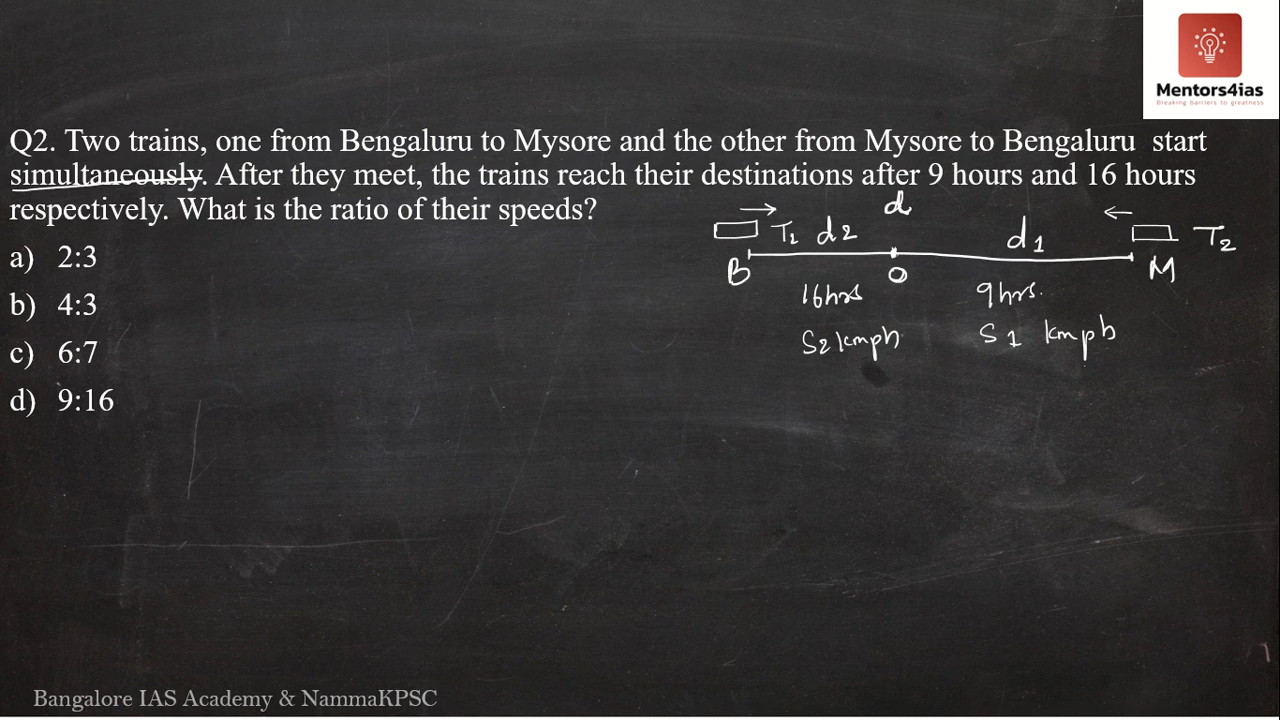 Mentors4ias
Breaking barriers to greatness
Q2. Two trains, one from Bengaluru to Mysore and the other from Mysore to Bengaluru start
simultaneously. After they meet, the trains reach their destinations after 9 hours and 16 hours
respectively. What is the ratio of their speeds?
a) 2:3
b) 4:3
c) 6:7
d) 9:16
d
T1 d2 d1 T2
B O M
16hrs 9hrs.
S2 kmph S1 kmph
Bangalore IAS Academy & NammaKPSC